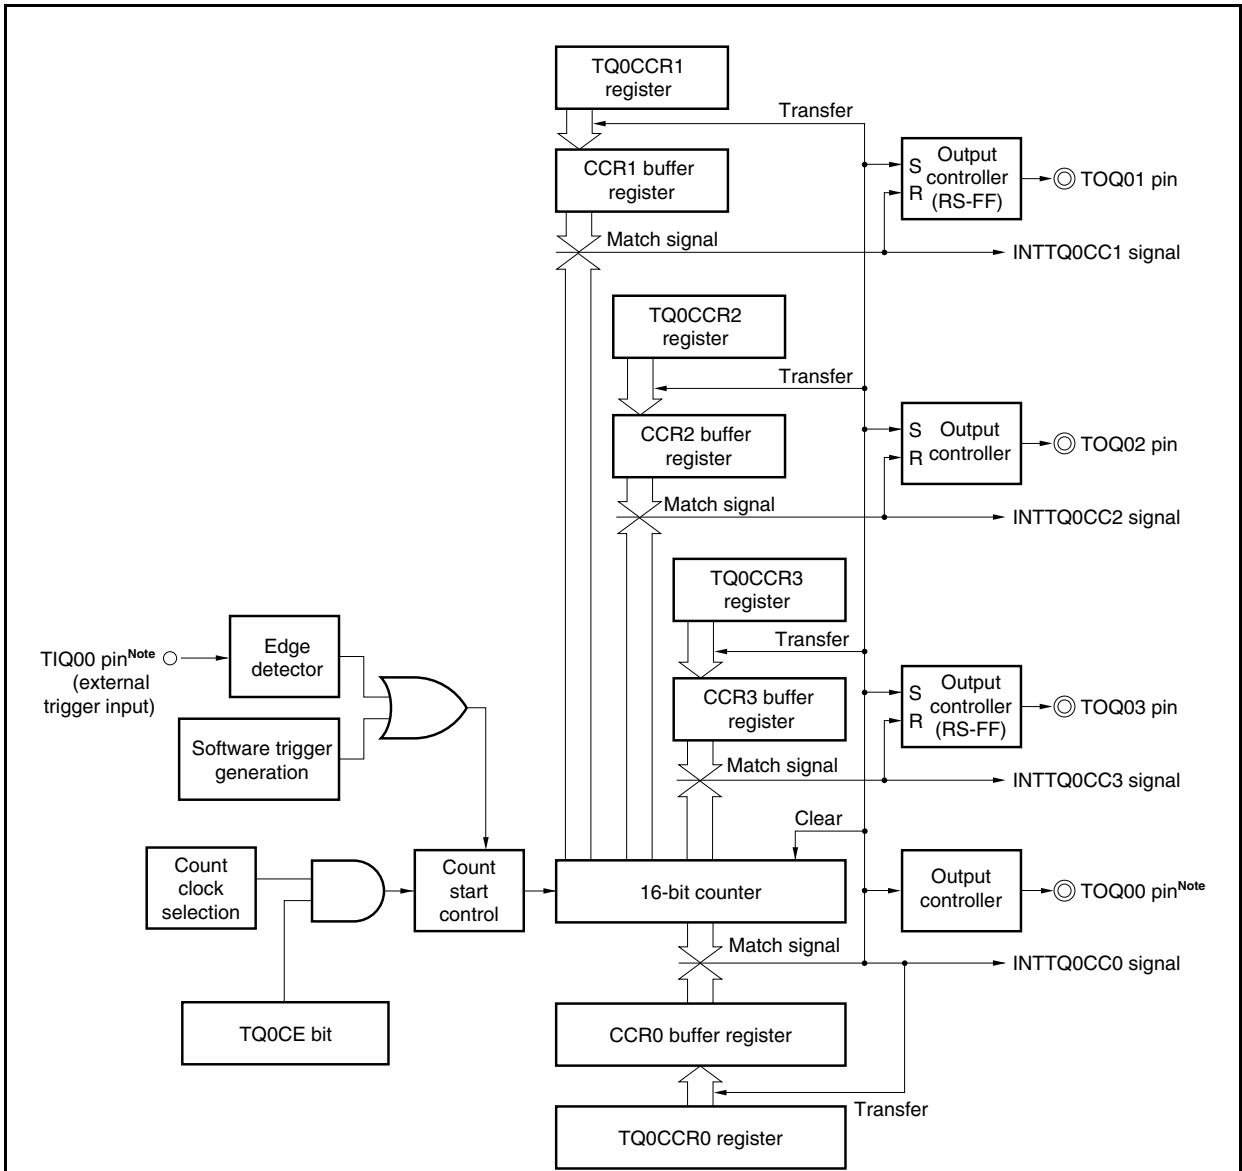 TQ0CCR1
register
Transfer
CCR1 buffer
register
S
R
Output
controller
(RS-FF)
TOQ01 pin
Match signal
INTTQ0CC1 signal
TQ0CCR2
register
Transfer
CCR2 buffer
register
S
R
Output
controller
TOQ02 pin
Match signal
INTTQ0CC2 signal
TQ0CCR3
register
Transfer
TIQ00 pinNote
(external
trigger input)
Edge
detector
CCR3 buffer
register
S
R
Output
controller
(RS-FF)
TOQ03 pin
Software trigger
generation
Match signal
INTTQ0CC3 signal
Clear
Count
clock
selection
Count
start
control
16-bit counter
Output
controller
TOQ00 pinNote
Match signal
INTTQ0CC0 signal
TQ0CE bit
CCR0 buffer register
Transfer
TQ0CCR0 register